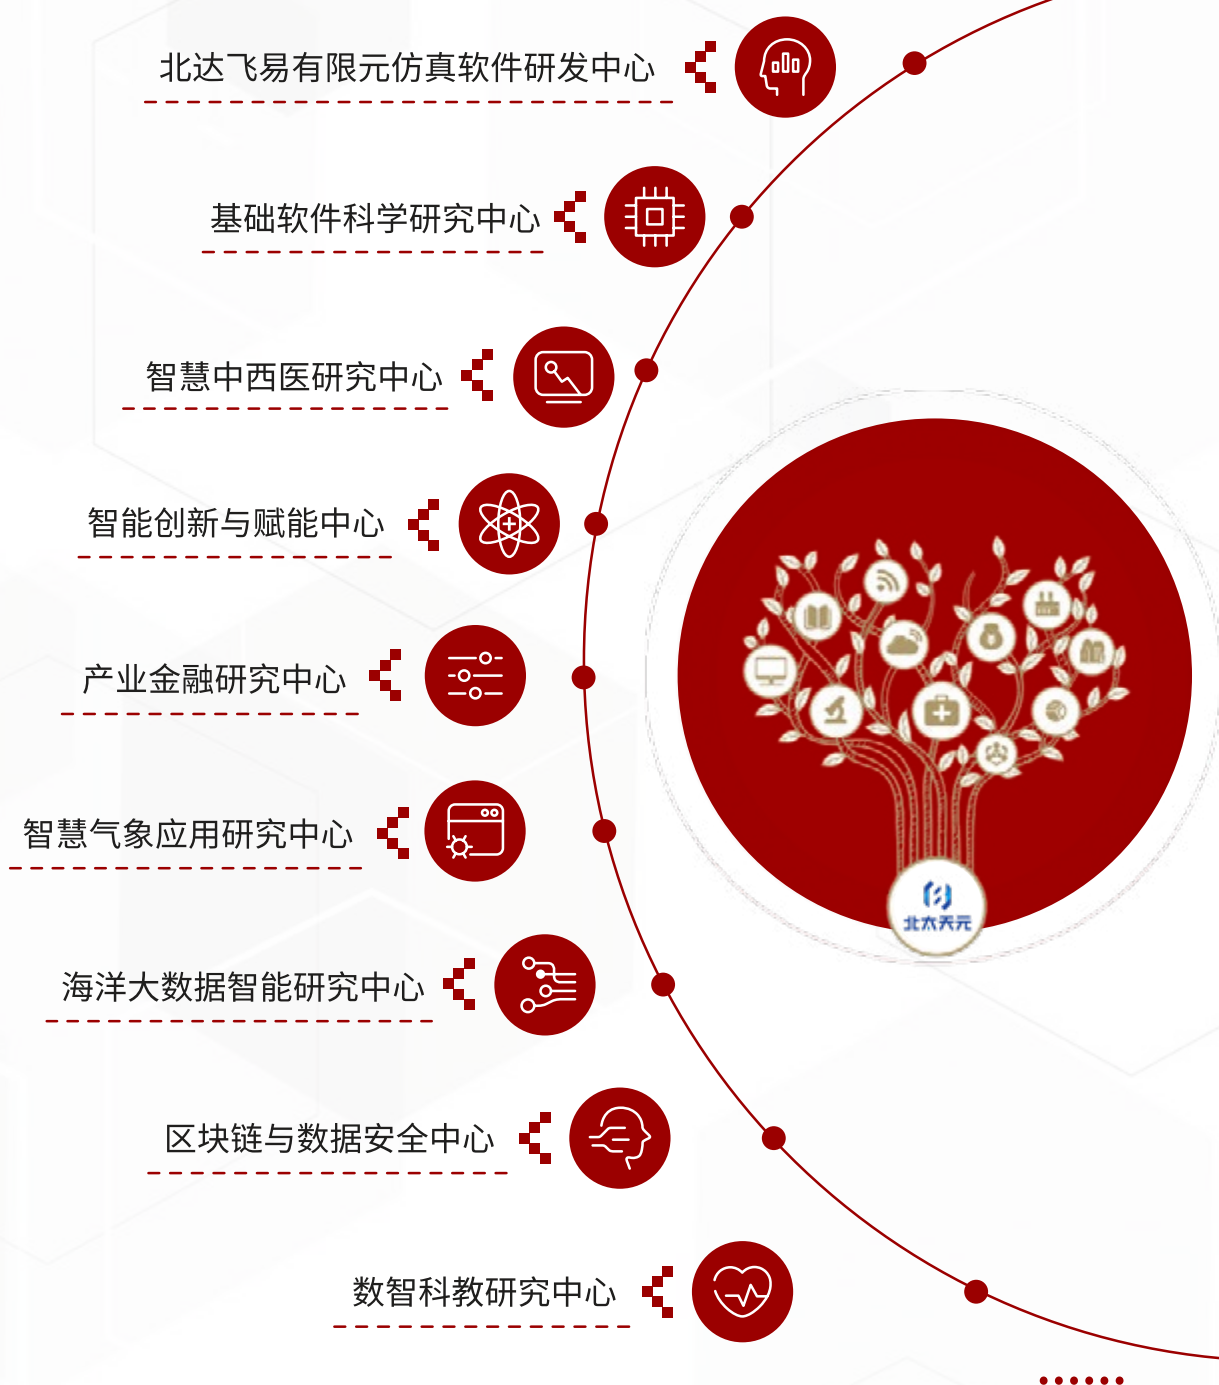 北达飞易有限元仿真软件研发中心
基础软件科学研究中心
智慧中西医研究中心
智能创新与赋能中心
产业金融研究中心
智慧气象应用研究中心
北太天元
海洋大数据智能研究中心
区块链与数据安全中心
数智科教研究中心